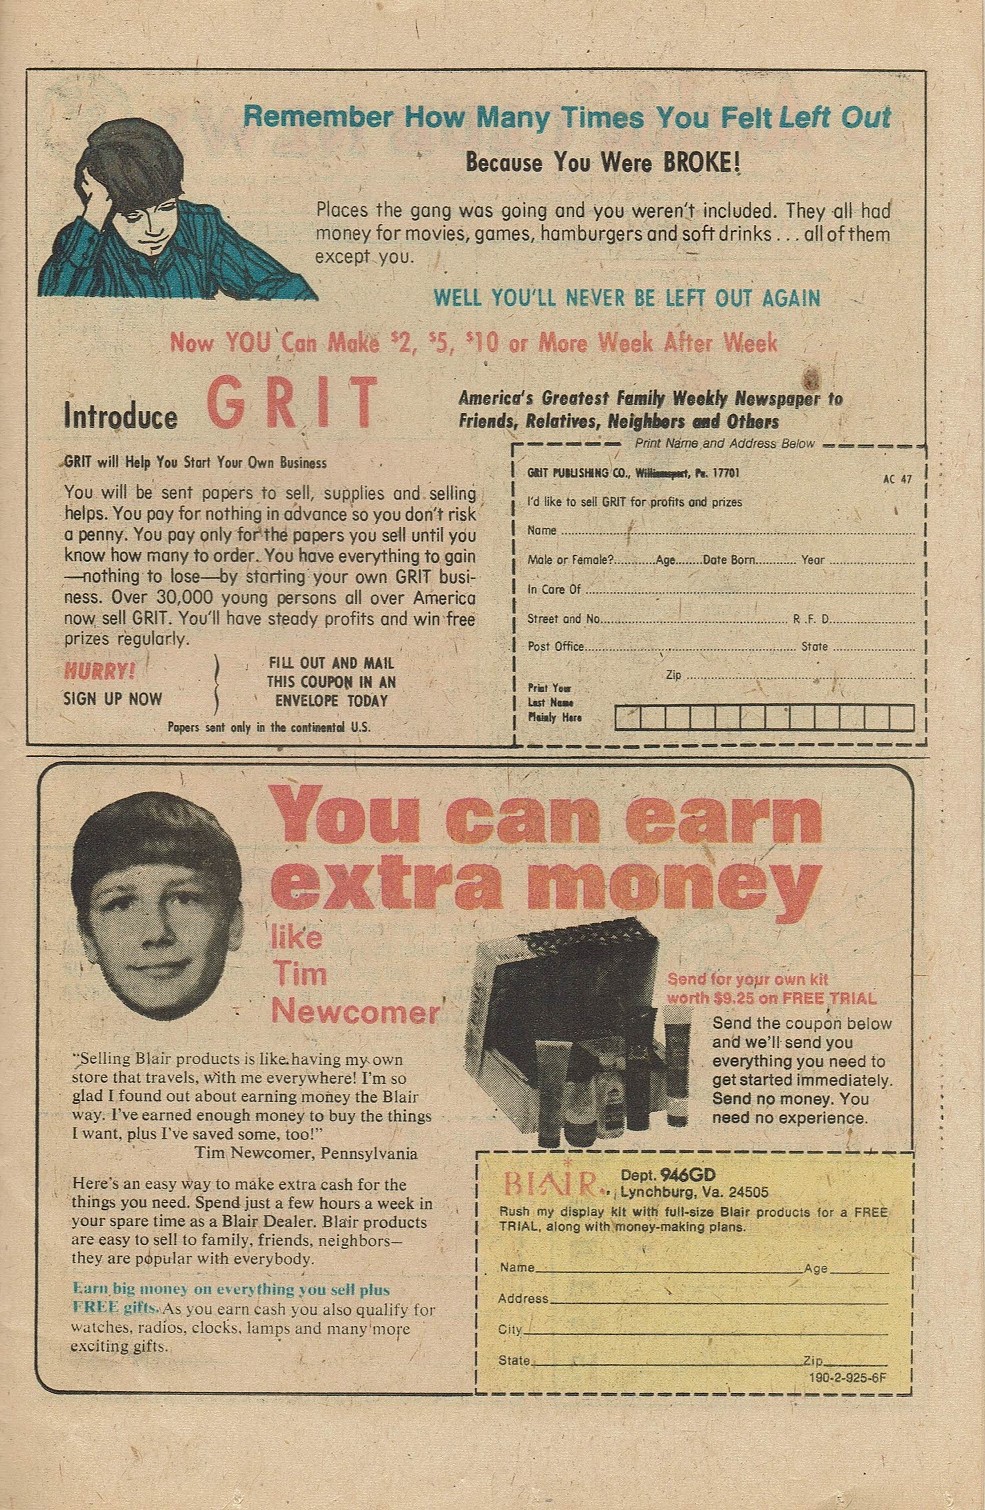 Remember How Many Times You Felt Left Out
Because You Were BROKE!
Places the gang was going and you weren't included. They all had
money for movies, games, hamburgers and soft drinks . . . all of them
except you.
WELL YOU'LL NEVER BE LEFT OUT AGAIN
Now YOU Can Make $2, $5, $10 or More Week After Week
Introduce GRIT
America's Greatest Family Weekly Newspaper to
Friends, Relatives, Neighbors and Others
GRIT will Help You Start Your Own Business
You will be sent papers to sell, supplies and selling
helps. You pay for nothing in advance so you don't risk
a penny. You pay only for the papers you sell until you
know how many to order. You have everything to gain
—nothing to lose—by starting your own GRIT busi-
ness. Over 30,000 young persons all over America
now sell GRIT. You'll have steady profits and win free
prizes regularly.
HURRY!
SIGN UP NOW
FILL OUT AND MAIL
THIS COUPON IN AN
ENVELOPE TODAY
Papers sent only in the continental U.S.
Print Name and Address Below
GRIT PUBLISHING CO., Williamsport, Pa. 17701
AC 47
I'd like to sell GRIT for profits and prizes
Name
Male or Female?..........Age.......Date Born.......... Year
In Care Of
Street and No. R .F. D.
Post Office State
Zip
Print Your
Last Name
Plainly Here
You can earn
extra money
like
Tim
Newcomer
"Selling Blair products is like having my own
store that travels, with me everywhere! I'm so
glad I found out about earning money the Blair
way. I've earned enough money to buy the things
I want, plus I've saved some, too!"
Tim Newcomer, Pennsylvania
Here's an easy way to make extra cash for the
things you need. Spend just a few hours a week in
your spare time as a Blair Dealer. Blair products
are easy to sell to family, friends, neighbors—
they are popular with everybody.
Earn big money on everything you sell plus
FREE gifts. As you earn cash you also qualify for
watches, radios, clocks, lamps and many more
exciting gifts.
Send for your own kit
worth $9.25 on FREE TRIAL
Send the coupon below
and we'll send you
everything you need to
get started immediately.
Send no money. You
need no experience.
BLAIR. Dept. 946GD
Lynchburg, Va. 24505
Rush my display kit with full-size Blair products for a FREE
TRIAL, along with money-making plans.
Name Age
Address
City
State Zip
190-2-925-6F